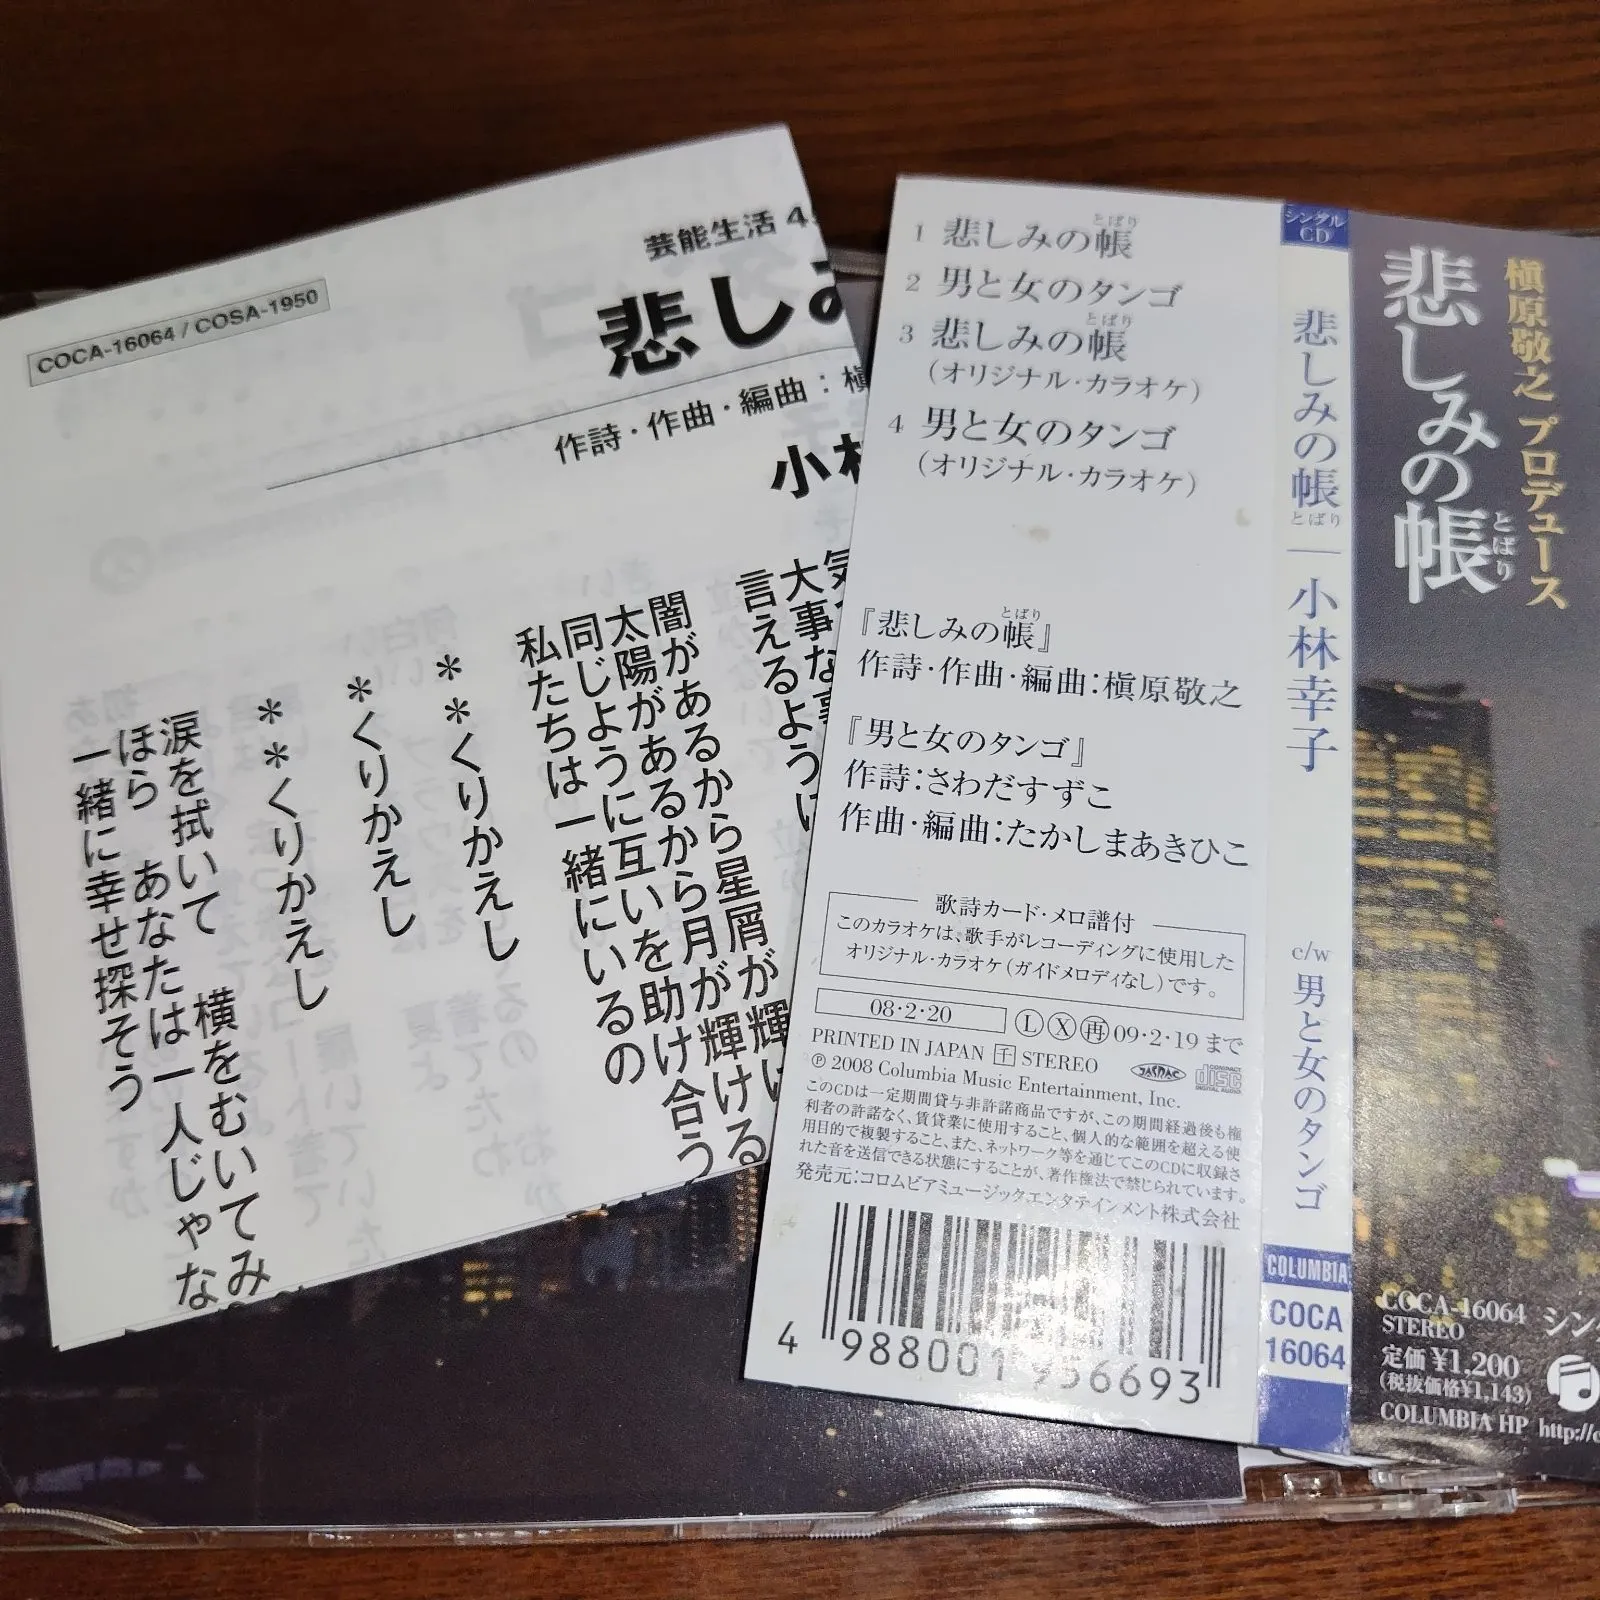 COCA-16064 / COSA-1950
芸能生活 4
悲しみ
作詩・作曲・編曲：槇
小林
大事な事
言えるように
闇があるから星屑が輝け
太陽があるから月が輝ける
同じように互いを助け合う
私たちは一緒にいるの
＊＊くりかえし
＊くりかえし
＊＊くりかえし
涙を拭いて 横をむいてみ
ほら あなたは一人じゃな
一緒に幸せ探そう
1 悲しみの帳
とばり
2 男と女のタンゴ
3 悲しみの帳
とばり
(オリジナル・カラオケ)
4 男と女のタンゴ
(オリジナル・カラオケ)
『悲しみの帳』
とばり
作詩・作曲・編曲：槇原敬之
『男と女のタンゴ』
作詩：さわだすずこ
作曲・編曲：たかしまあきひこ
歌詩カード・メロ譜付
このカラオケは、歌手がレコーディングに使用した
オリジナル・カラオケ(ガイドメロディなし)です。
08・2・20 Ⓛ Ⓧ ㊢ 09・2・19 まで
PRINTED IN JAPAN 〒 STEREO
℗ 2008 Columbia Music Entertainment, Inc.
JASRAC
COMPACT disc DIGITAL AUDIO
このCDは一定期間貸与非許諾商品ですが、この期間経過後も権
利者の許諾なく、賃貸業に使用すること、個人的な範囲を超える使
用目的で複製すること、また、ネットワーク等を通じてこのCDに収録さ
れた音を送信できる状態にすることが、著作権法で禁じられています。
発売元：コロムビアミュージックエンタテインメント株式会社
4 988001 956693
シングル
CD
悲しみの帳
とばり
小林幸子
c/w 男と女のタンゴ
COLUMBIA
COCA
16064
槇原敬之 プロデュース
悲しみの帳
とばり
COCA-16064
STEREO
定価 ¥1,200
(税抜価格¥1,143)
COLUMBIA HP http://c